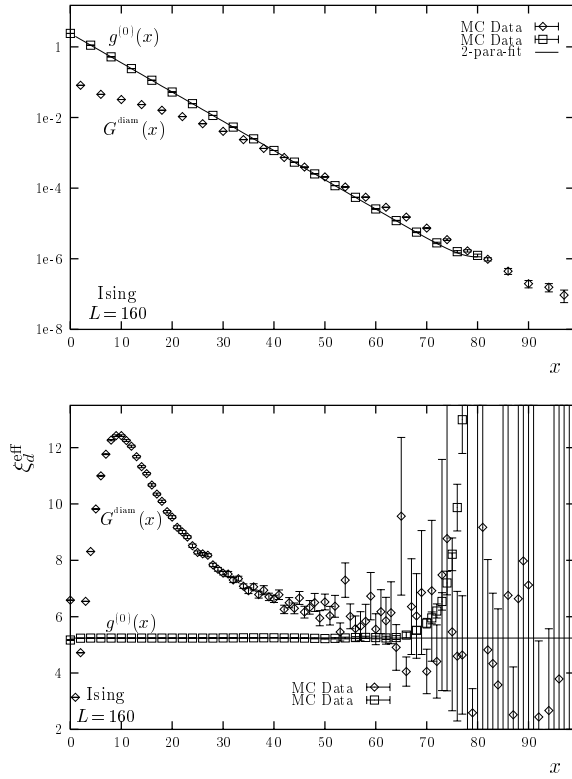 MC Data
MC Data
2-para-fit
g^(0)(x)
G^diam(x)
1
1e-2
1e-4
1e-6
1e-8
Ising
L = 160
0 10 20 30 40 50 60 70 80 90
x
ξ_d^eff
12
10
8
6
4
2
G^diam(x)
g^(0)(x)
MC Data
MC Data
Ising
L = 160
0 10 20 30 40 50 60 70 80 90
x